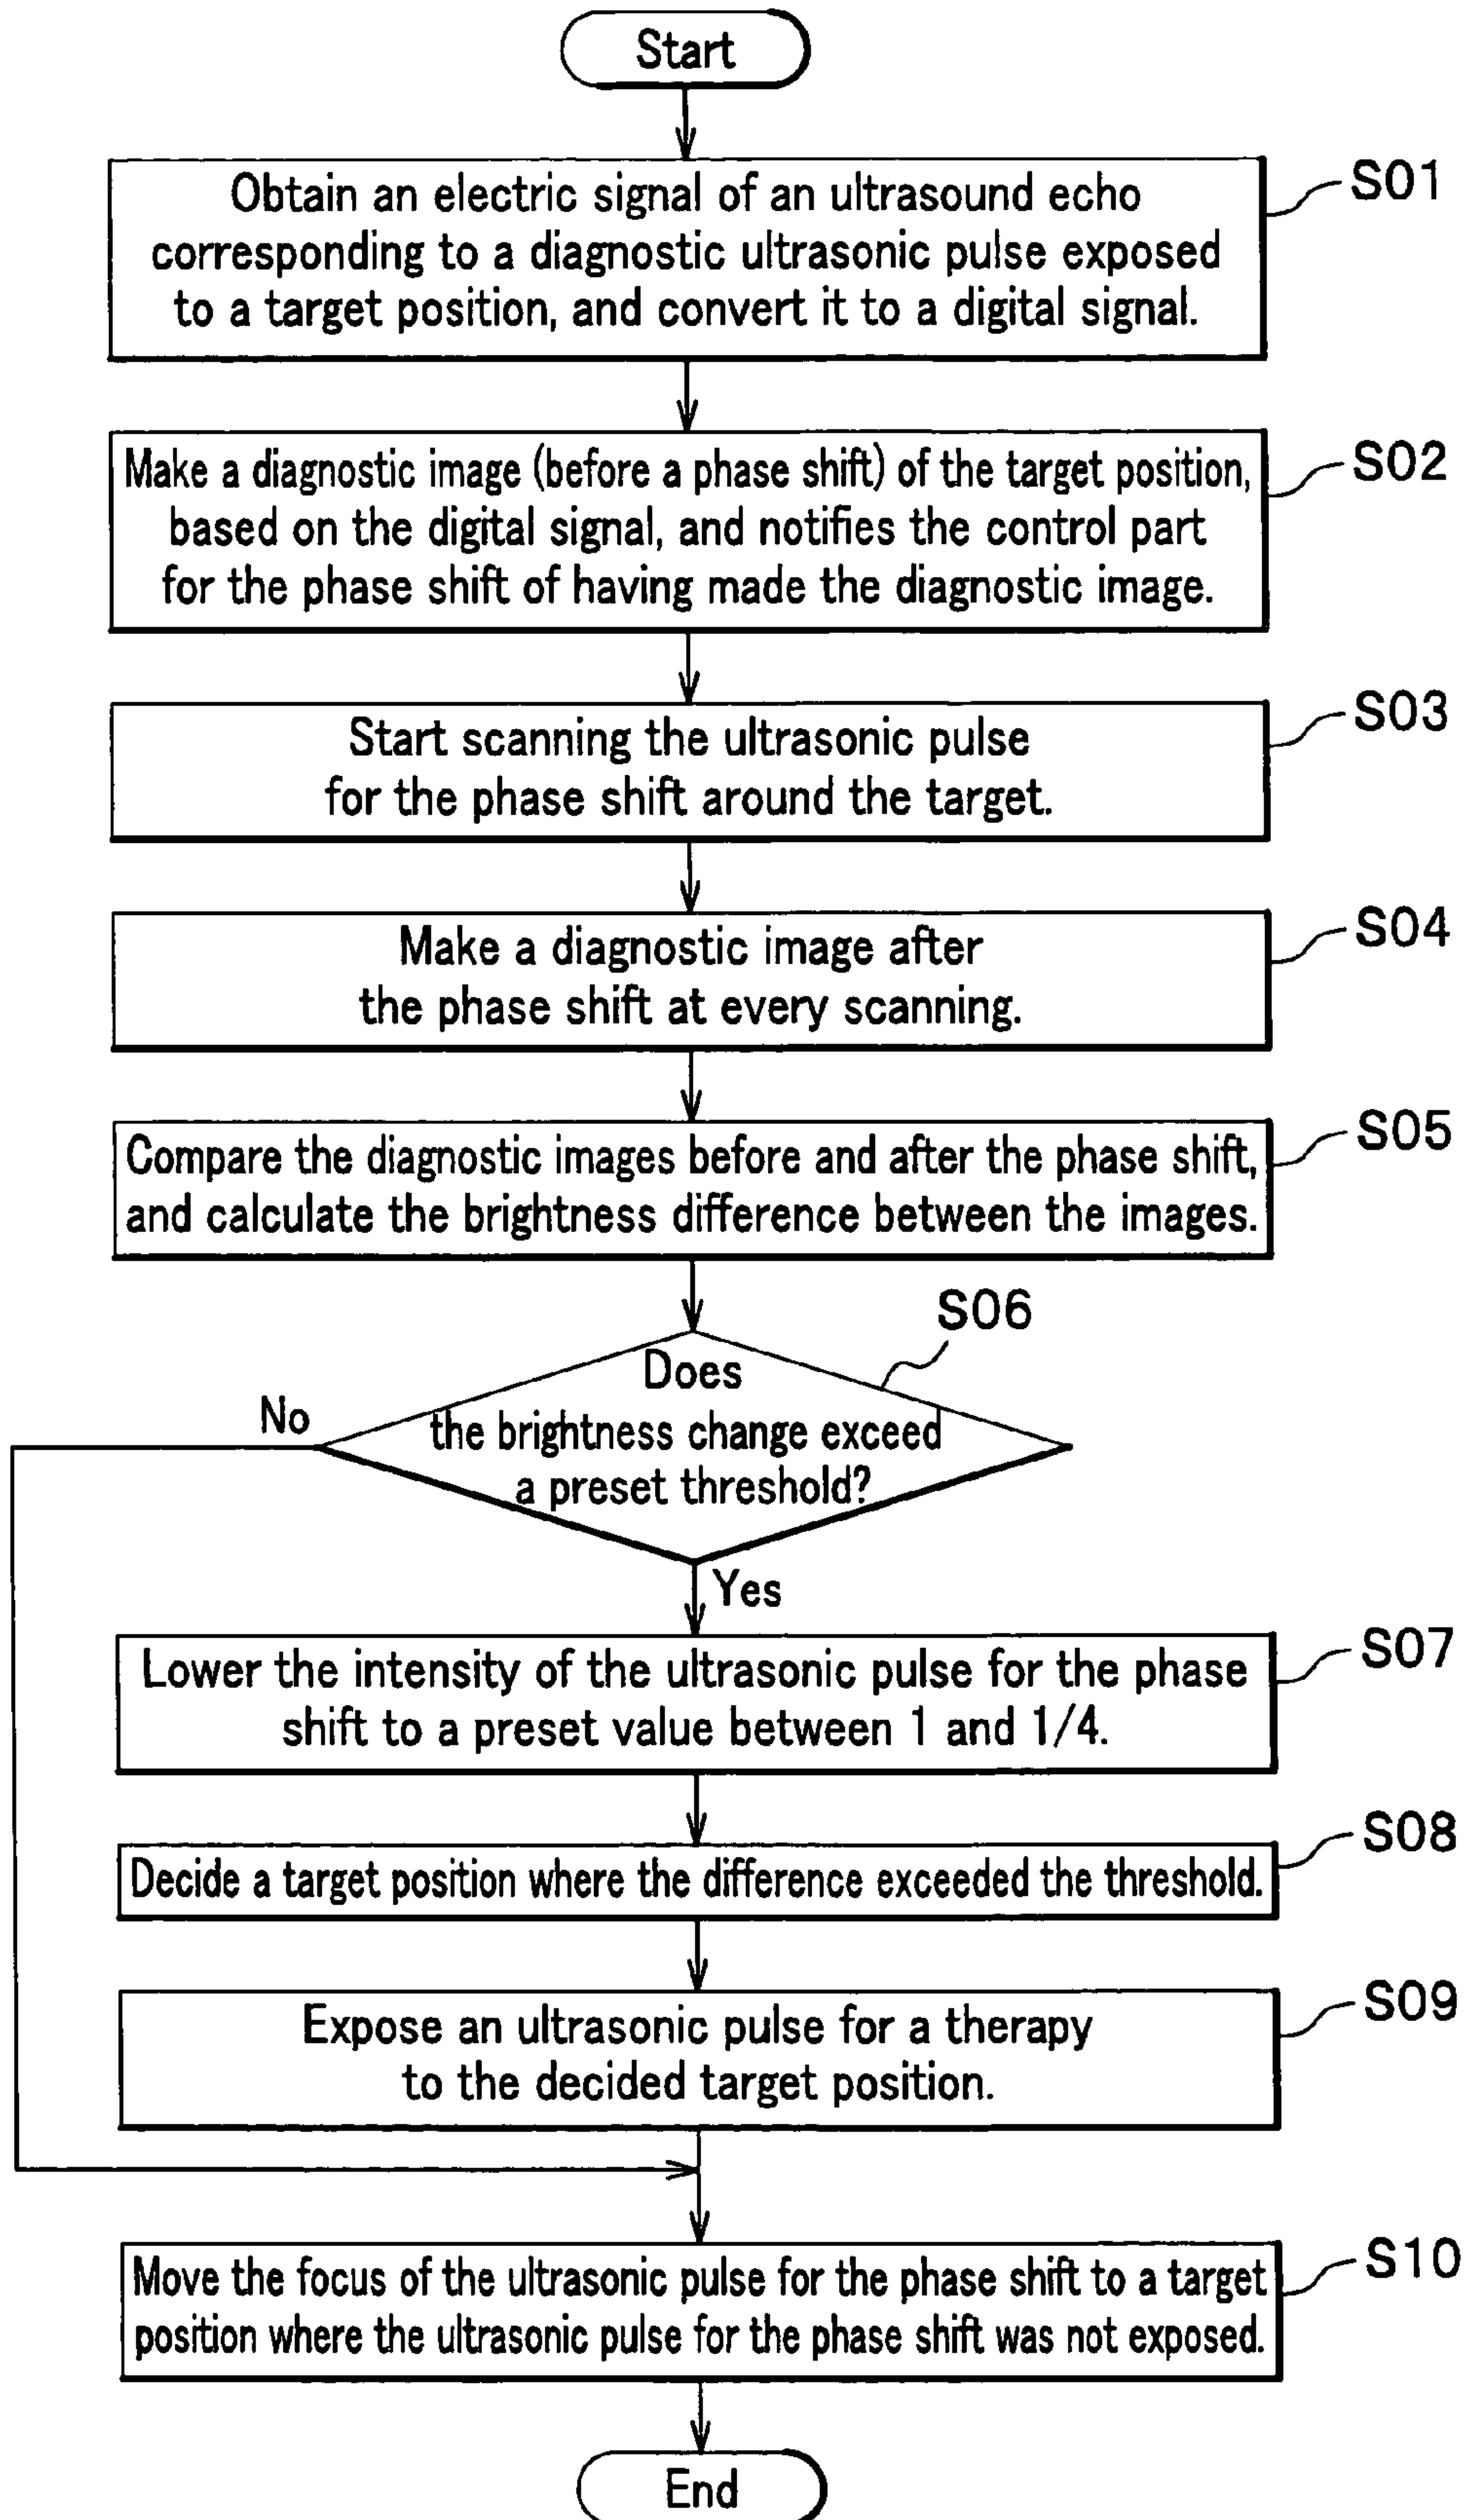 Start
Obtain an electric signal of an ultrasound echo
corresponding to a diagnostic ultrasonic pulse exposed
to a target position, and convert it to a digital signal.
S01
Make a diagnostic image (before a phase shift) of the target position,
based on the digital signal, and notifies the control part
for the phase shift of having made the diagnostic image.
S02
Start scanning the ultrasonic pulse
for the phase shift around the target.
S03
Make a diagnostic image after
the phase shift at every scanning.
S04
Compare the diagnostic images before and after the phase shift,
and calculate the brightness difference between the images.
S05
Does
the brightness change exceed
a preset threshold?
S06
No
Yes
Lower the intensity of the ultrasonic pulse for the phase
shift to a preset value between 1 and 1/4.
S07
Decide a target position where the difference exceeded the threshold.
S08
Expose an ultrasonic pulse for a therapy
to the decided target position.
S09
Move the focus of the ultrasonic pulse for the phase shift to a target
position where the ultrasonic pulse for the phase shift was not exposed.
S10
End